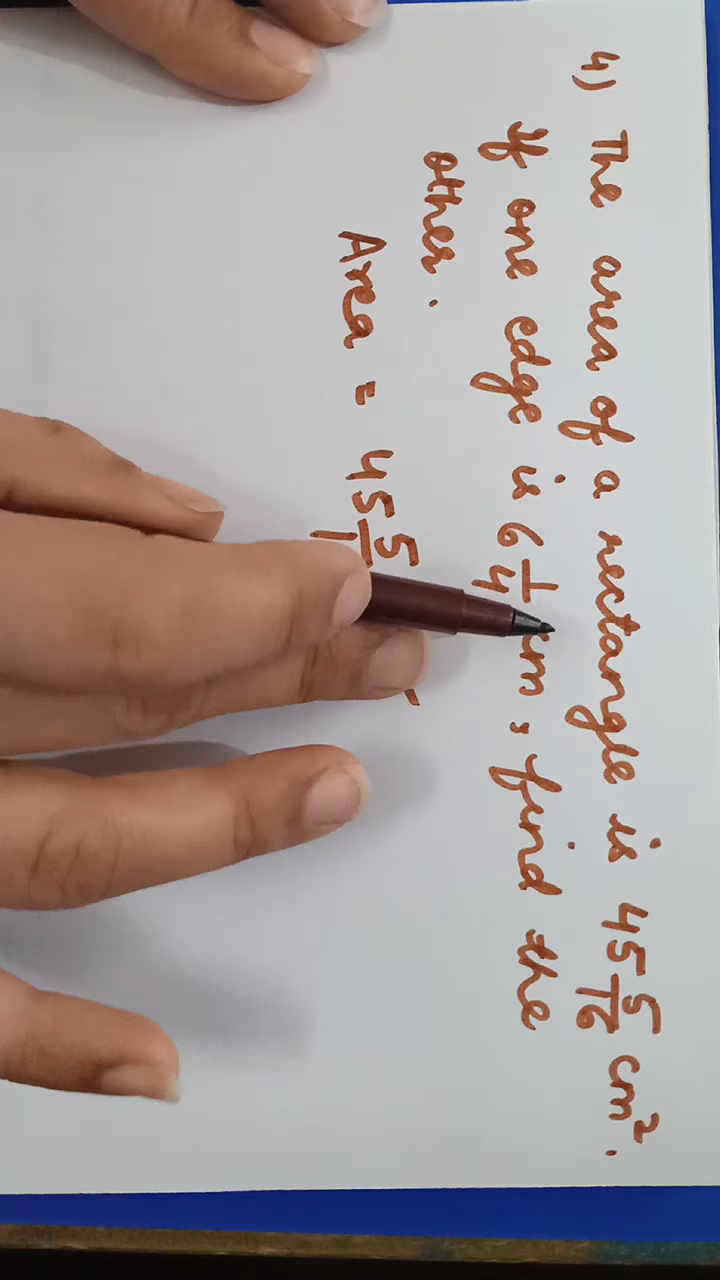 4) The area of a rectangle is 45 5/16 cm².
If one edge is 6 1/4 cm, find the
other.
Area = 45 5/1